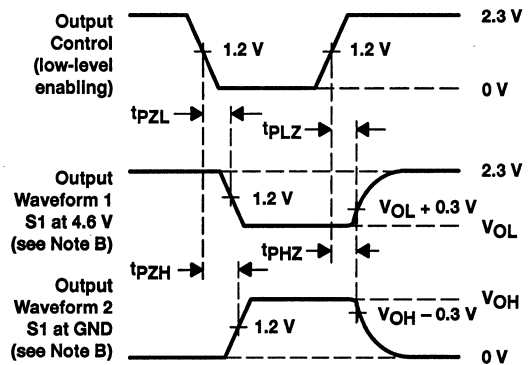 Output
Control
(low-level
enabling)
1.2 V
1.2 V
2.3 V
0 V
tPZL
tPLZ
Output
Waveform 1
S1 at 4.6 V
(see Note B)
1.2 V
2.3 V
VOL + 0.3 V
VOL
tPZH
tPHZ
Output
Waveform 2
S1 at GND
(see Note B)
1.2 V
VOH
VOH – 0.3 V
0 V